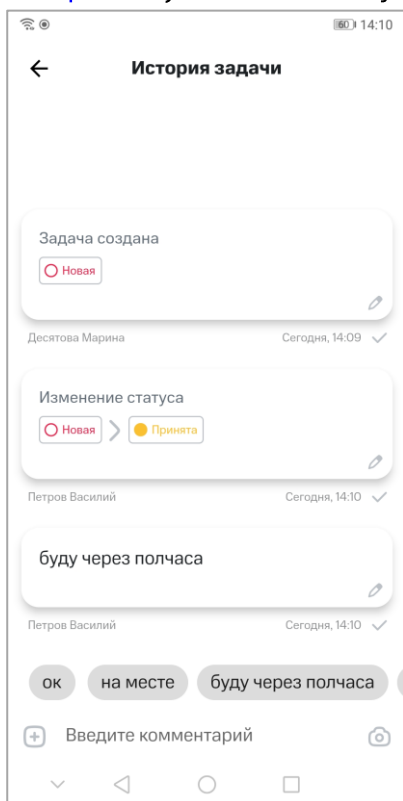 60 14:10
История задачи
Задача создана
Новая
Десятова Марина Сегодня, 14:09
Изменение статуса
Новая Принята
Петров Василий Сегодня, 14:10
буду через полчаса
Петров Василий Сегодня, 14:10
ок на месте буду через полчаса
Введите комментарий